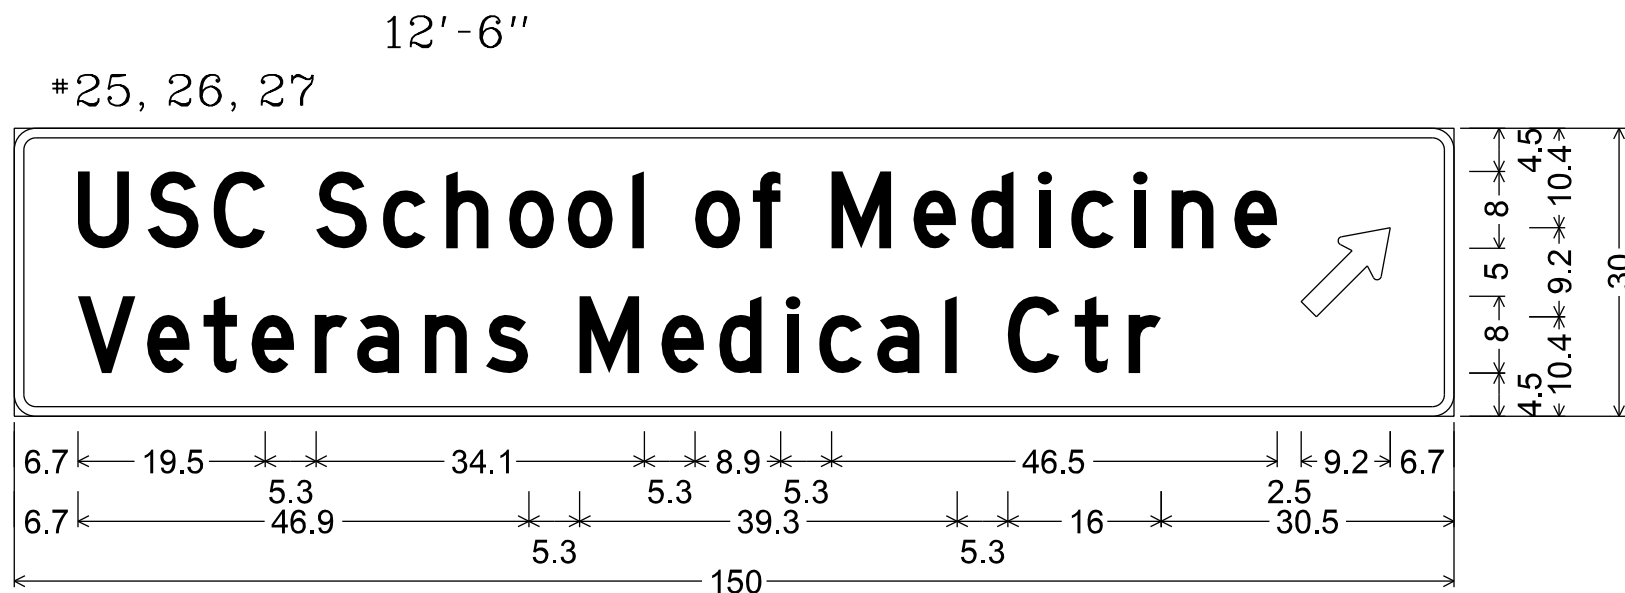 12'-6"
#25, 26, 27
USC School of Medicine
Veterans Medical Ctr
4.5 10.4
8
5 9.2 30
8
4.5 10.4
6.7 19.5 34.1 8.9 46.5 9.2 6.7
5.3 5.3 5.3 2.5
6.7 46.9 39.3 16 30.5
5.3 5.3
150